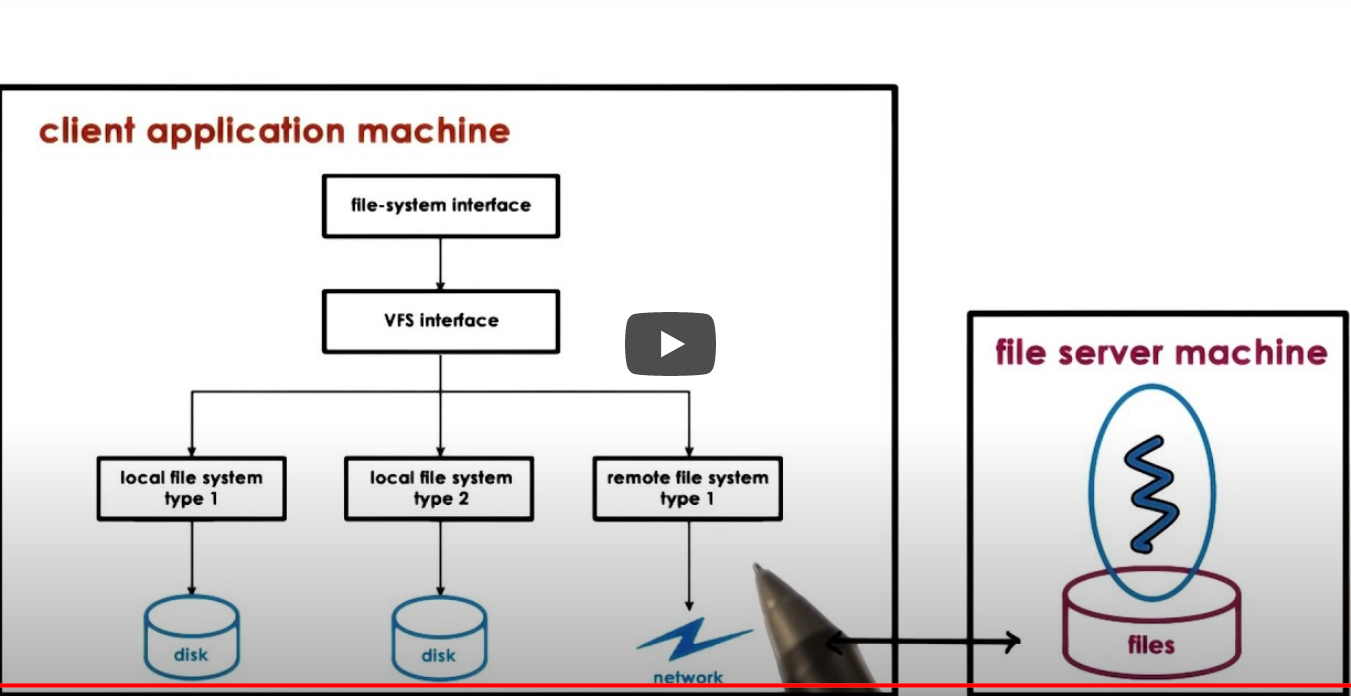 client application machine
file-system interface
VFS interface
file server machine
local file system
type 1
local file system
type 2
remote file system
type 1
disk
disk
network
files